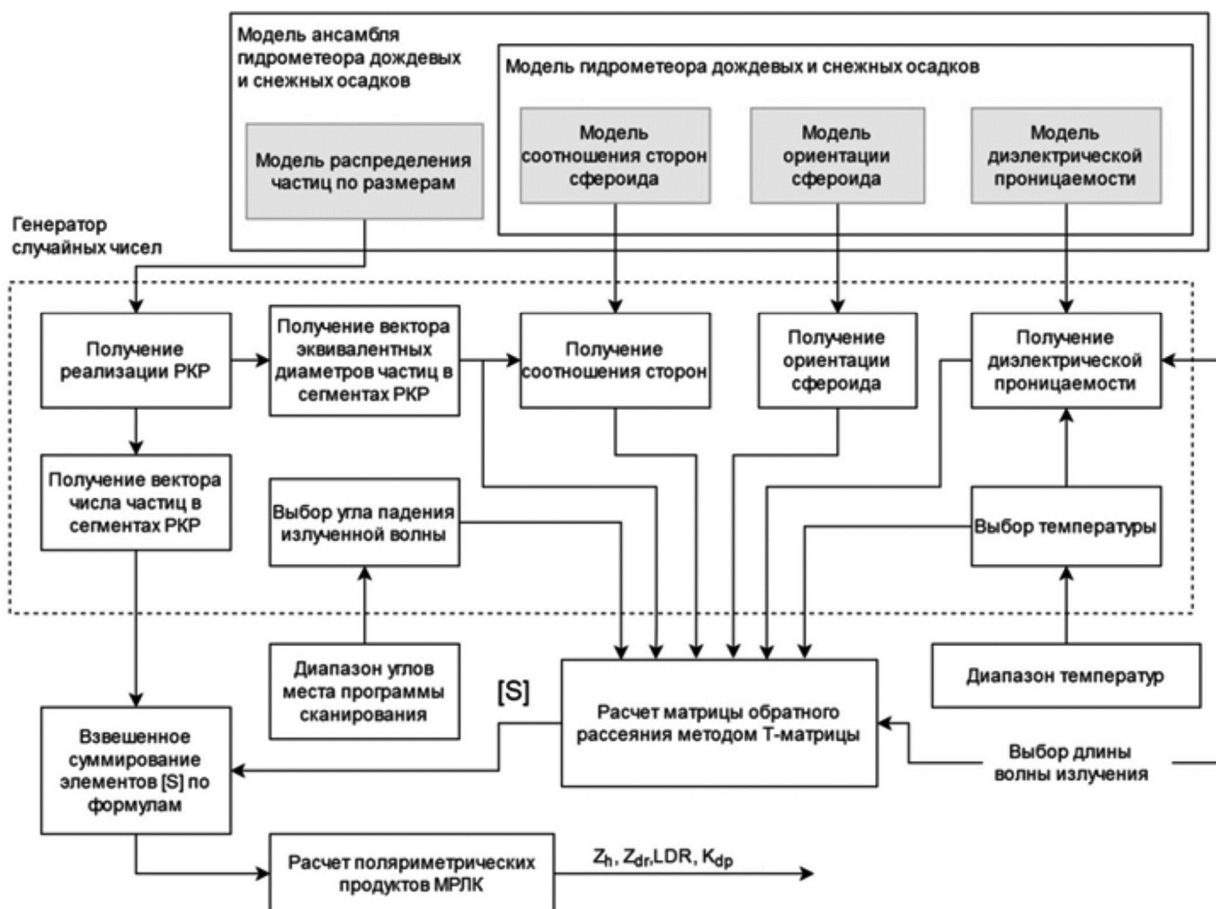 Модель ансамбля
гидрометеора дождевых
и снежных осадков
Модель гидрометеора дождевых и снежных осадков
Модель распределения
частиц по размерам
Модель
соотношения сторон
сфероида
Модель
ориентации
сфероида
Модель
диэлектрической
проницаемости
Генератор
случайных чисел
Получение
реализации РКР
Получение вектора
эквивалентных
диаметров частиц в
сегментах РКР
Получение
соотношения сторон
Получение
ориентации
сфероида
Получение
диэлектрической
проницаемости
Получение вектора
числа частиц в
сегментах РКР
Выбор угла падения
излученной волны
Выбор температуры
Диапазон углов
места программы
сканирования
[S]
Расчет матрицы обратного
рассеяния методом Т-матрицы
Диапазон температур
Взвешенное
суммирование
элементов [S] по
формулам
Выбор длины
волны излучения
Расчет поляриметрических
продуктов МРЛК
Zh, Zdr,LDR, Kdp